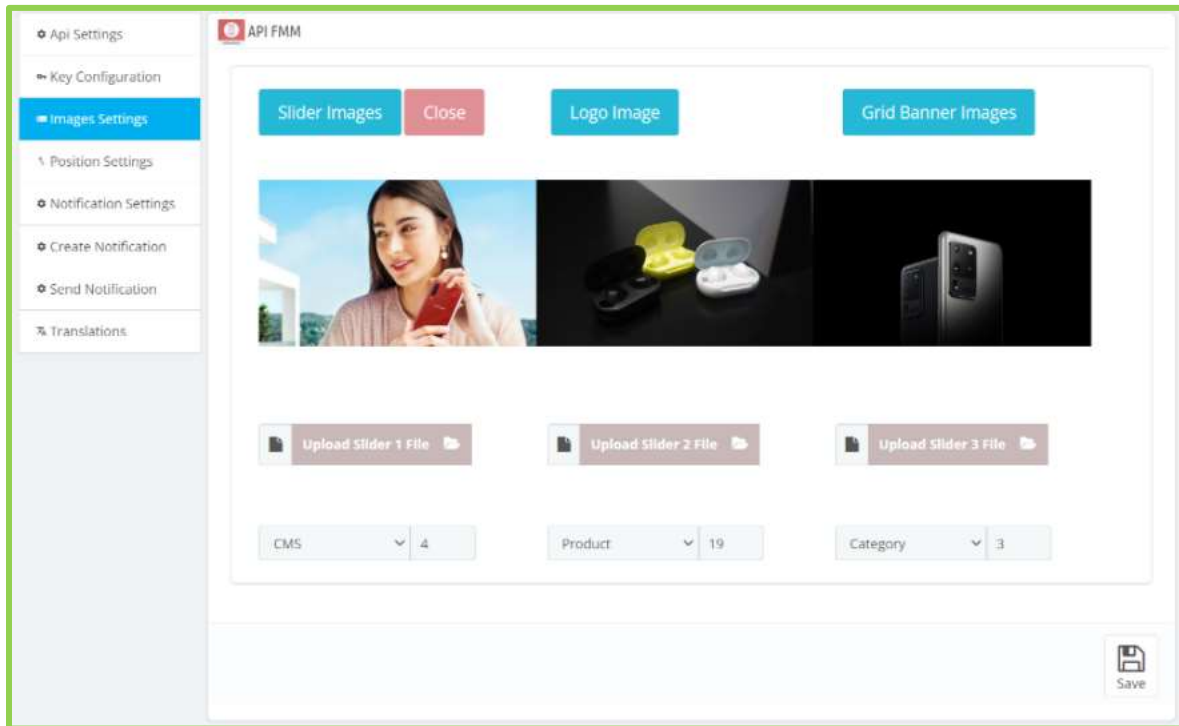 Api Settings
Key Configuration
Images Settings
Position Settings
Notification Settings
Create Notification
Send Notification
Translations
API FMM
Slider Images Close Logo Image Grid Banner Images
Upload Slider 1 File Upload Slider 2 File Upload Slider 3 File
CMS 4 Product 19 Category 3
Save